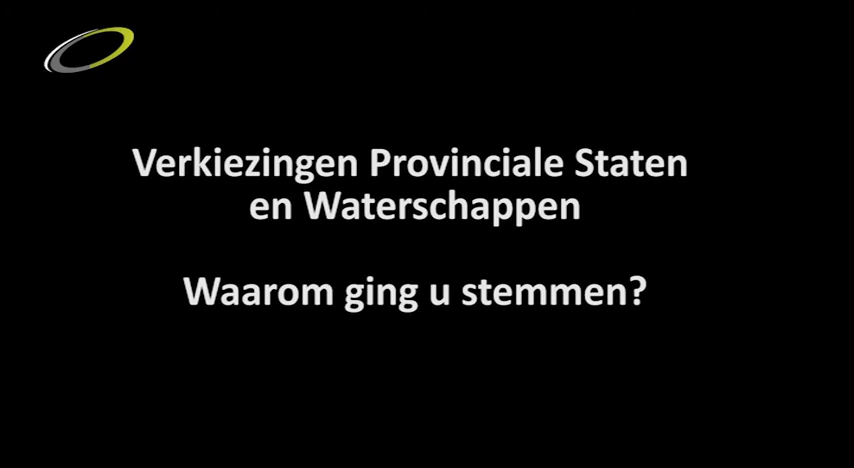 Verkiezingen Provinciale Staten
en Waterschappen
Waarom ging u stemmen?